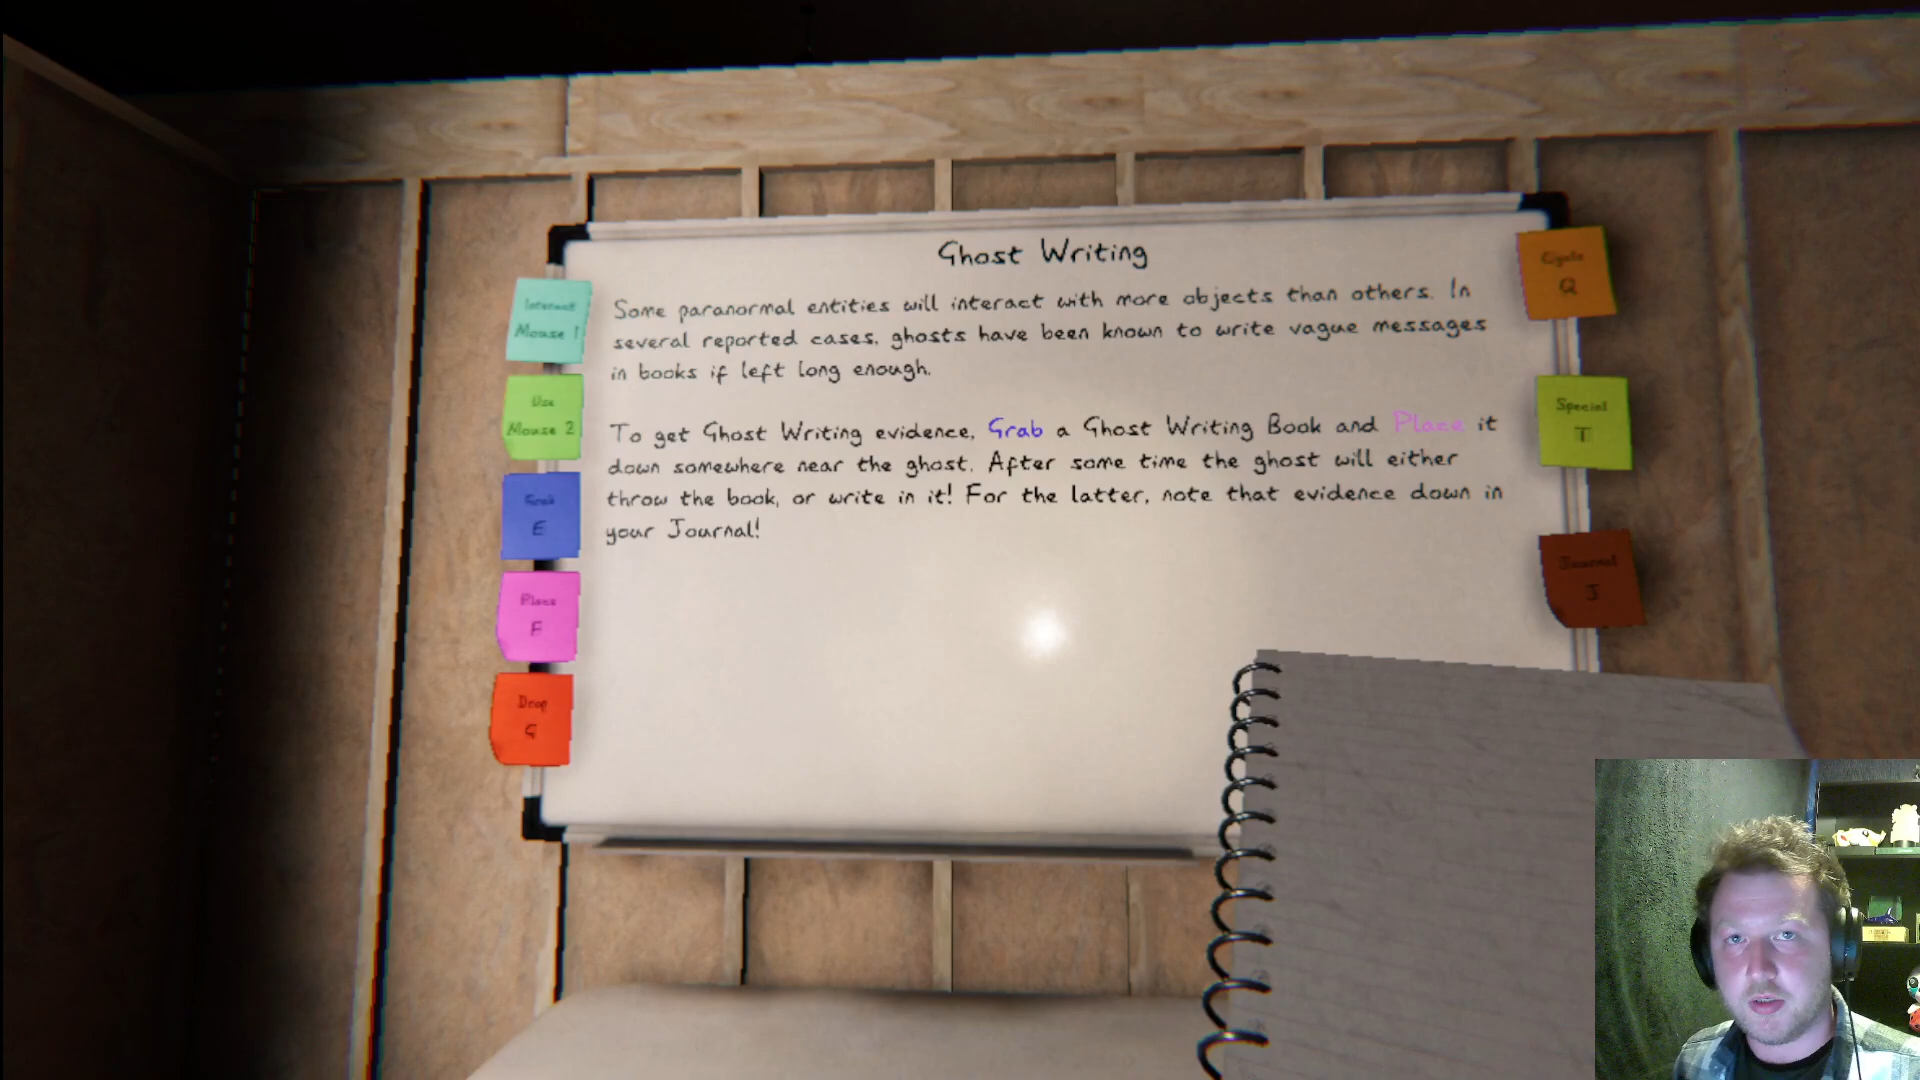 Ghost Writing
Some paranormal entities will interact with more objects than others. In
several reported cases, ghosts have been known to write vague messages
in books if left long enough.
To get Ghost Writing evidence, Grab a Ghost Writing Book and Place it
down somewhere near the ghost. After some time the ghost will either
throw the book, or write in it! For the latter, note that evidence down in
your Journal!
Interact
Mouse 1
Use
Mouse 2
Grab
E
Place
F
Drop
G
Cycle
Q
Special
T
Journal
J